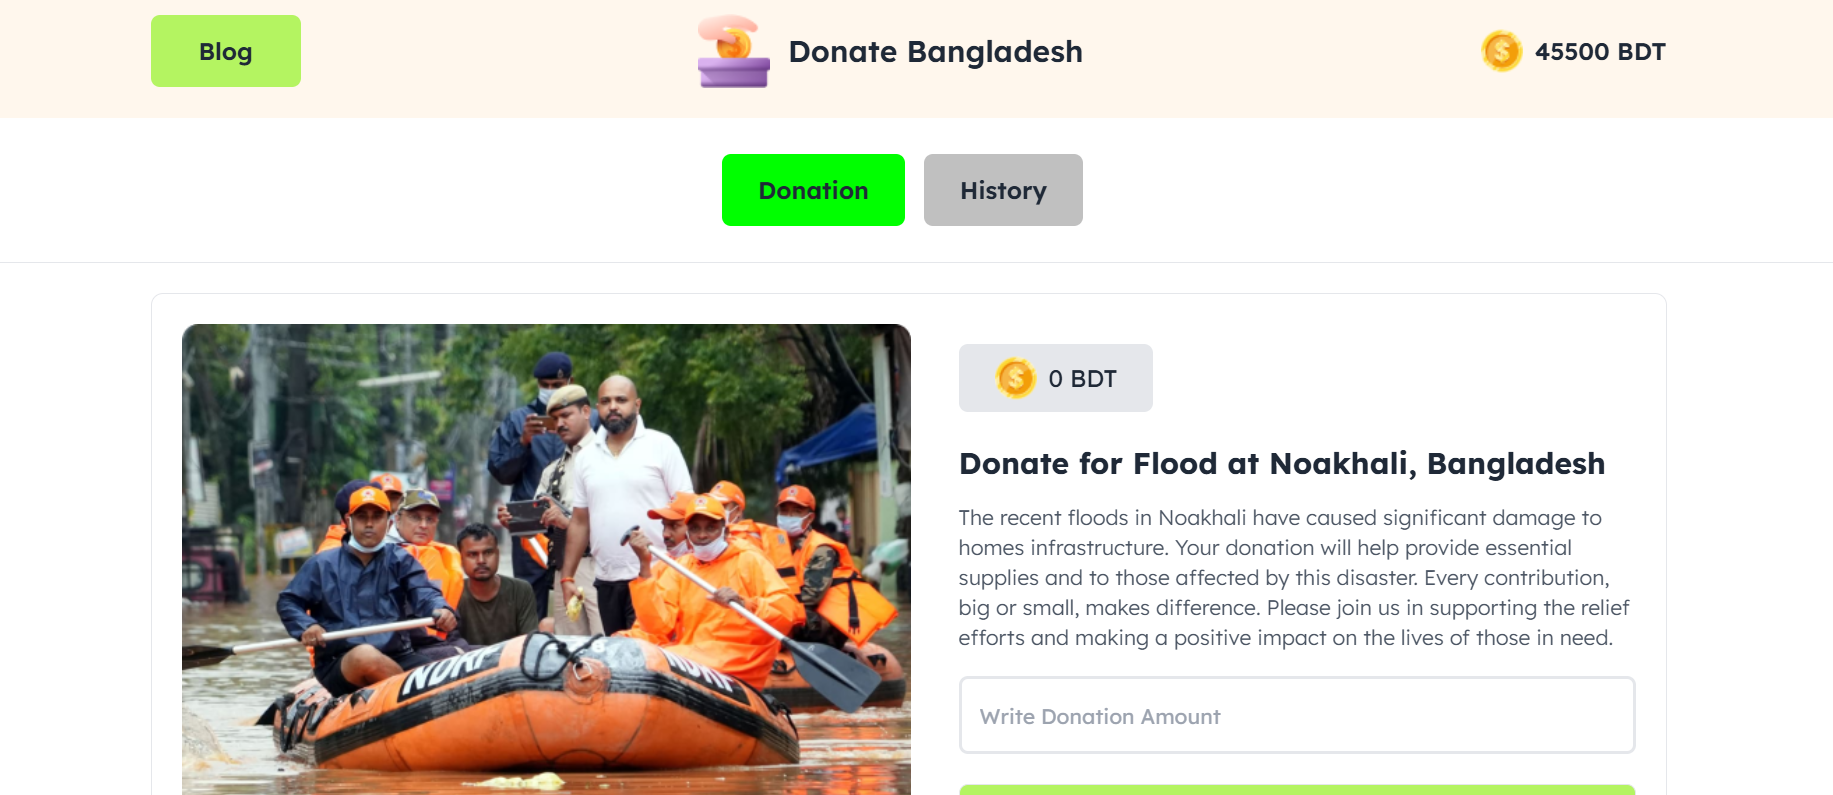 Blog
Donate Bangladesh
45500 BDT
Donation
History
0 BDT
Donate for Flood at Noakhali, Bangladesh
The recent floods in Noakhali have caused significant damage to
homes infrastructure. Your donation will help provide essential
supplies and to those affected by this disaster. Every contribution,
big or small, makes difference. Please join us in supporting the relief
efforts and making a positive impact on the lives of those in need.
Write Donation Amount
NDRF
NDRF